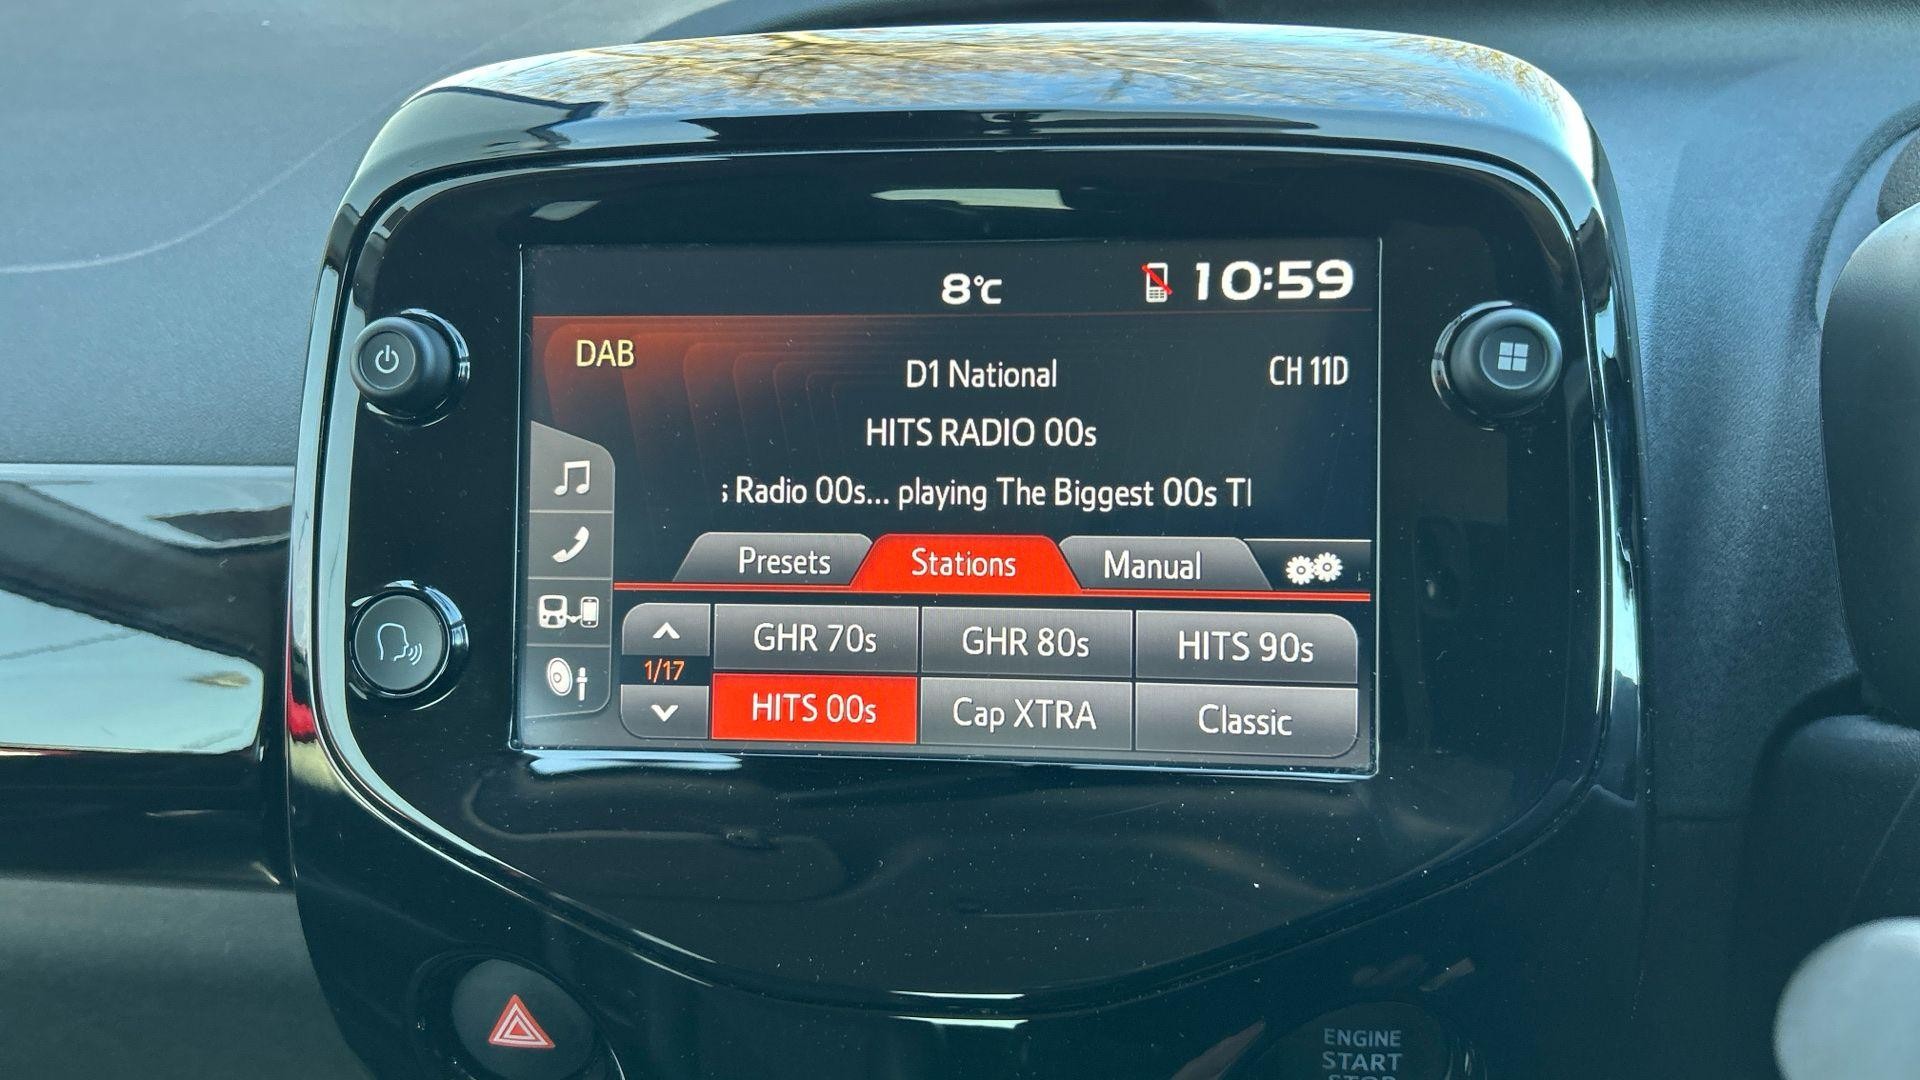 8°C 10:59
DAB
D1 National
CH 11D
HITS RADIO 00s
Radio 00s... playing The Biggest 00s
Presets Stations Manual
GHR 70s GHR 80s HITS 90s
1/17
HITS 00s Cap XTRA Classic
ENGINE
START
STOP